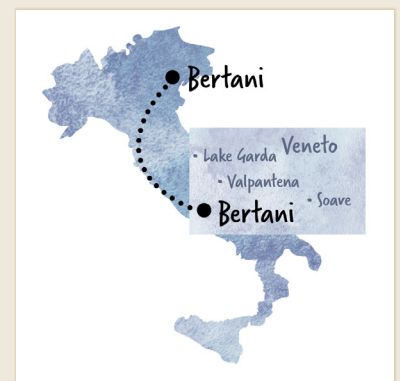 Bertani
Veneto
• Lake Garda
• Valpantena
• Soave
Bertani